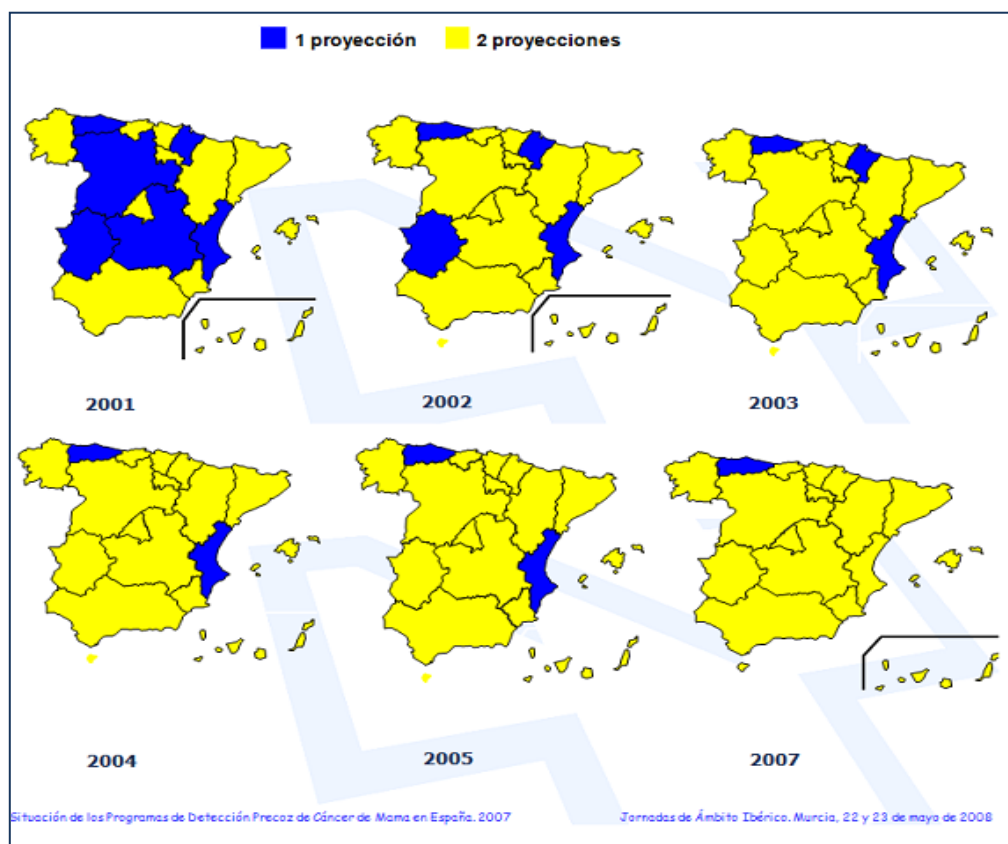 1 proyección 2 proyecciones
2001 2002 2003
2004 2005 2007
Situación de los Programas de Detección Precoz de Cáncer de Mama en España. 2007 Jornadas de Ámbito Ibérico. Murcia, 22 y 23 de mayo de 2008